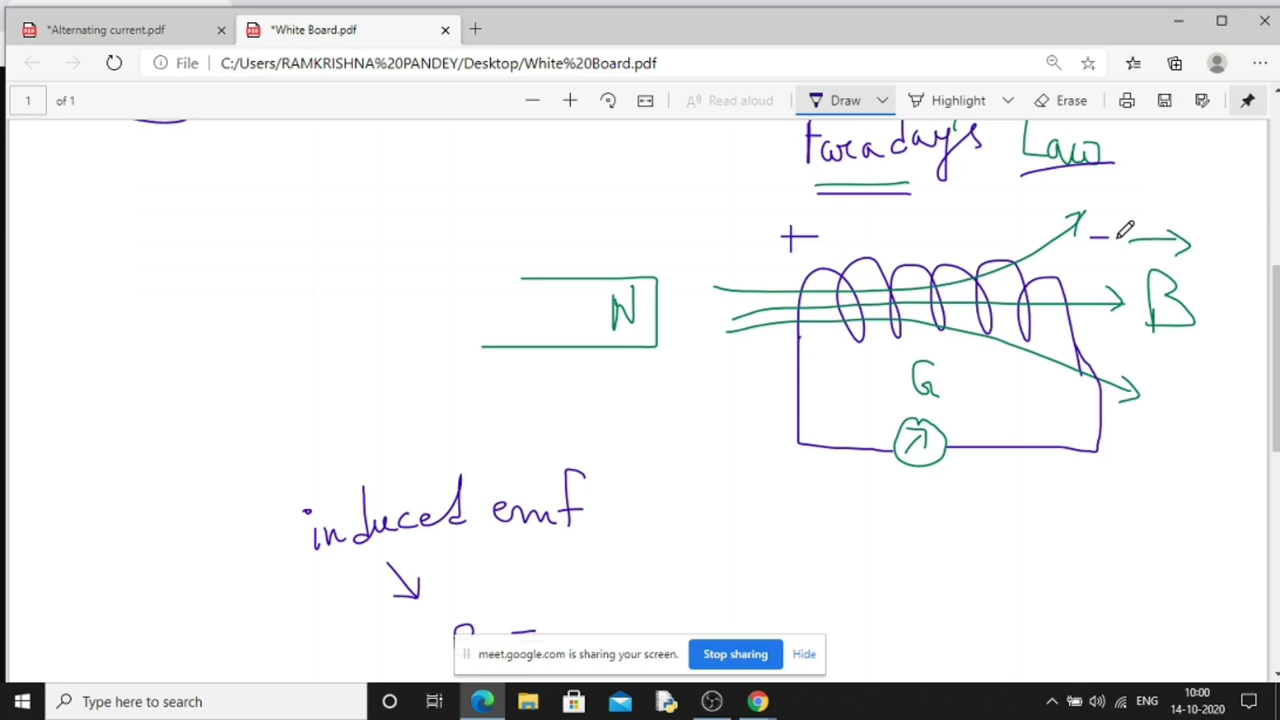 *Alternating current.pdf
*White Board.pdf
File C:/Users/RAMKRISHNA%20PANDEY/Desktop/White%20Board.pdf
1 of 1
Read aloud
Draw
Highlight
Erase
Faraday's Law
+ -
N
B
G
induced emf
meet.google.com is sharing your screen.
Stop sharing
Hide
Type here to search
ENG
10:00
14-10-2020